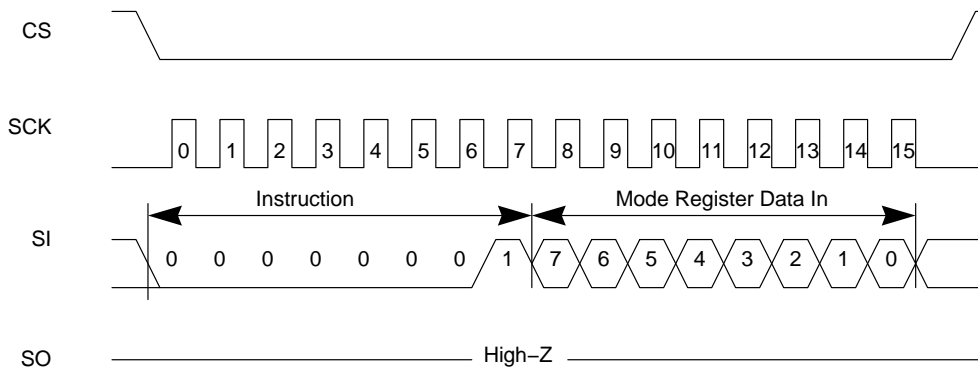 CS
SCK
0 1 2 3 4 5 6 7 8 9 10 11 12 13 14 15
Instruction Mode Register Data In
SI
0 0 0 0 0 0 0 1 7 6 5 4 3 2 1 0
SO High−Z